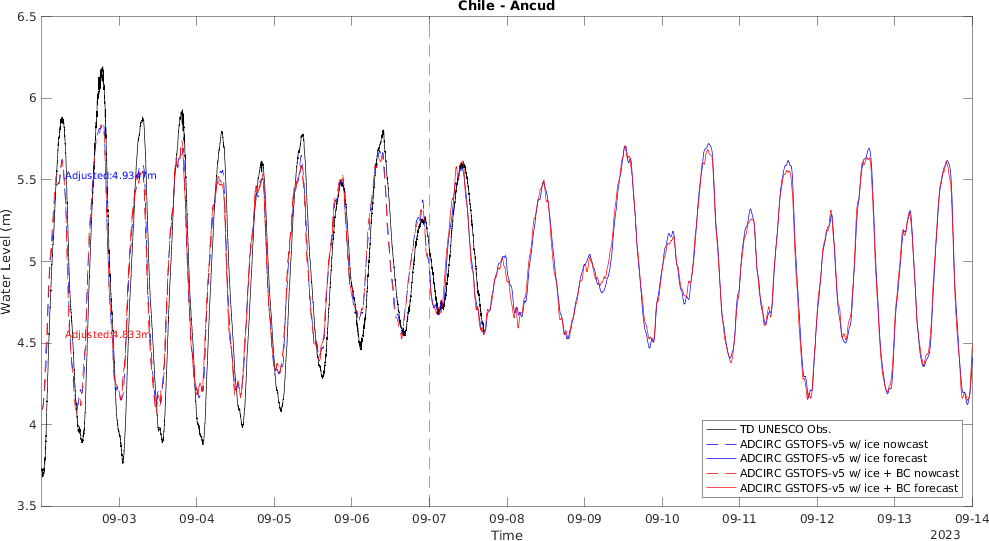 Chile - Ancud
6.5
6
5.5
5
4.5
4
3.5
Water Level (m)
Adjusted:4.9347m
Adjusted:4.833m
TD UNESCO Obs.
ADCIRC GSTOFS-v5 w/ ice nowcast
ADCIRC GSTOFS-v5 w/ ice forecast
ADCIRC GSTOFS-v5 w/ ice + BC nowcast
ADCIRC GSTOFS-v5 w/ ice + BC forecast
09-03 09-04 09-05 09-06 09-07 09-08 09-09 09-10 09-11 09-12 09-13 09-14
Time
2023